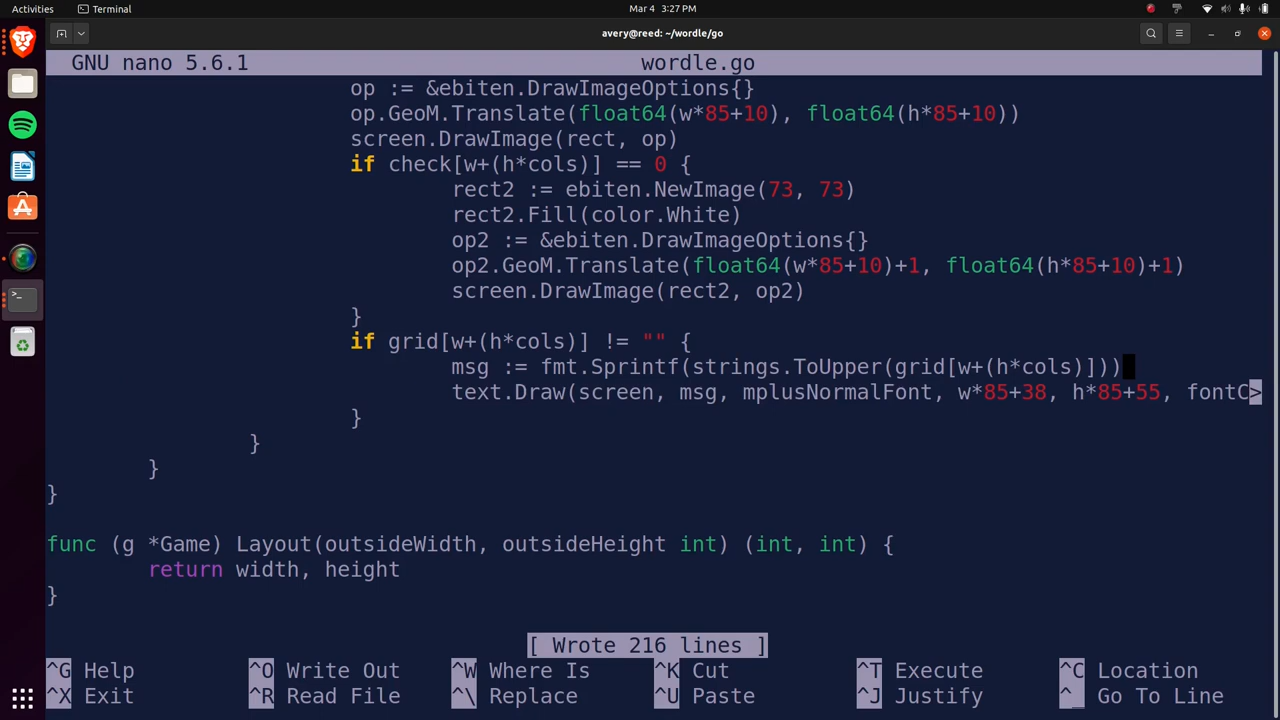 Activities Terminal Mar 4 3:27 PM
avery@reed: ~/wordle/go
GNU nano 5.6.1 wordle.go
op := &ebiten.DrawImageOptions{}
op.GeoM.Translate(float64(w*85+10), float64(h*85+10))
screen.DrawImage(rect, op)
if check[w+(h*cols)] == 0 {
rect2 := ebiten.NewImage(73, 73)
rect2.Fill(color.White)
op2 := &ebiten.DrawImageOptions{}
op2.GeoM.Translate(float64(w*85+10)+1, float64(h*85+10)+1)
screen.DrawImage(rect2, op2)
}
if grid[w+(h*cols)] != "" {
msg := fmt.Sprintf(strings.ToUpper(grid[w+(h*cols)]))
text.Draw(screen, msg, mplusNormalFont, w*85+38, h*85+55, fontC>
}
}
}
}
func (g *Game) Layout(outsideWidth, outsideHeight int) (int, int) {
return width, height
}
[ Wrote 216 lines ]
^G Help ^O Write Out ^W Where Is ^K Cut ^T Execute ^C Location
^X Exit ^R Read File ^\ Replace ^U Paste ^J Justify ^_ Go To Line